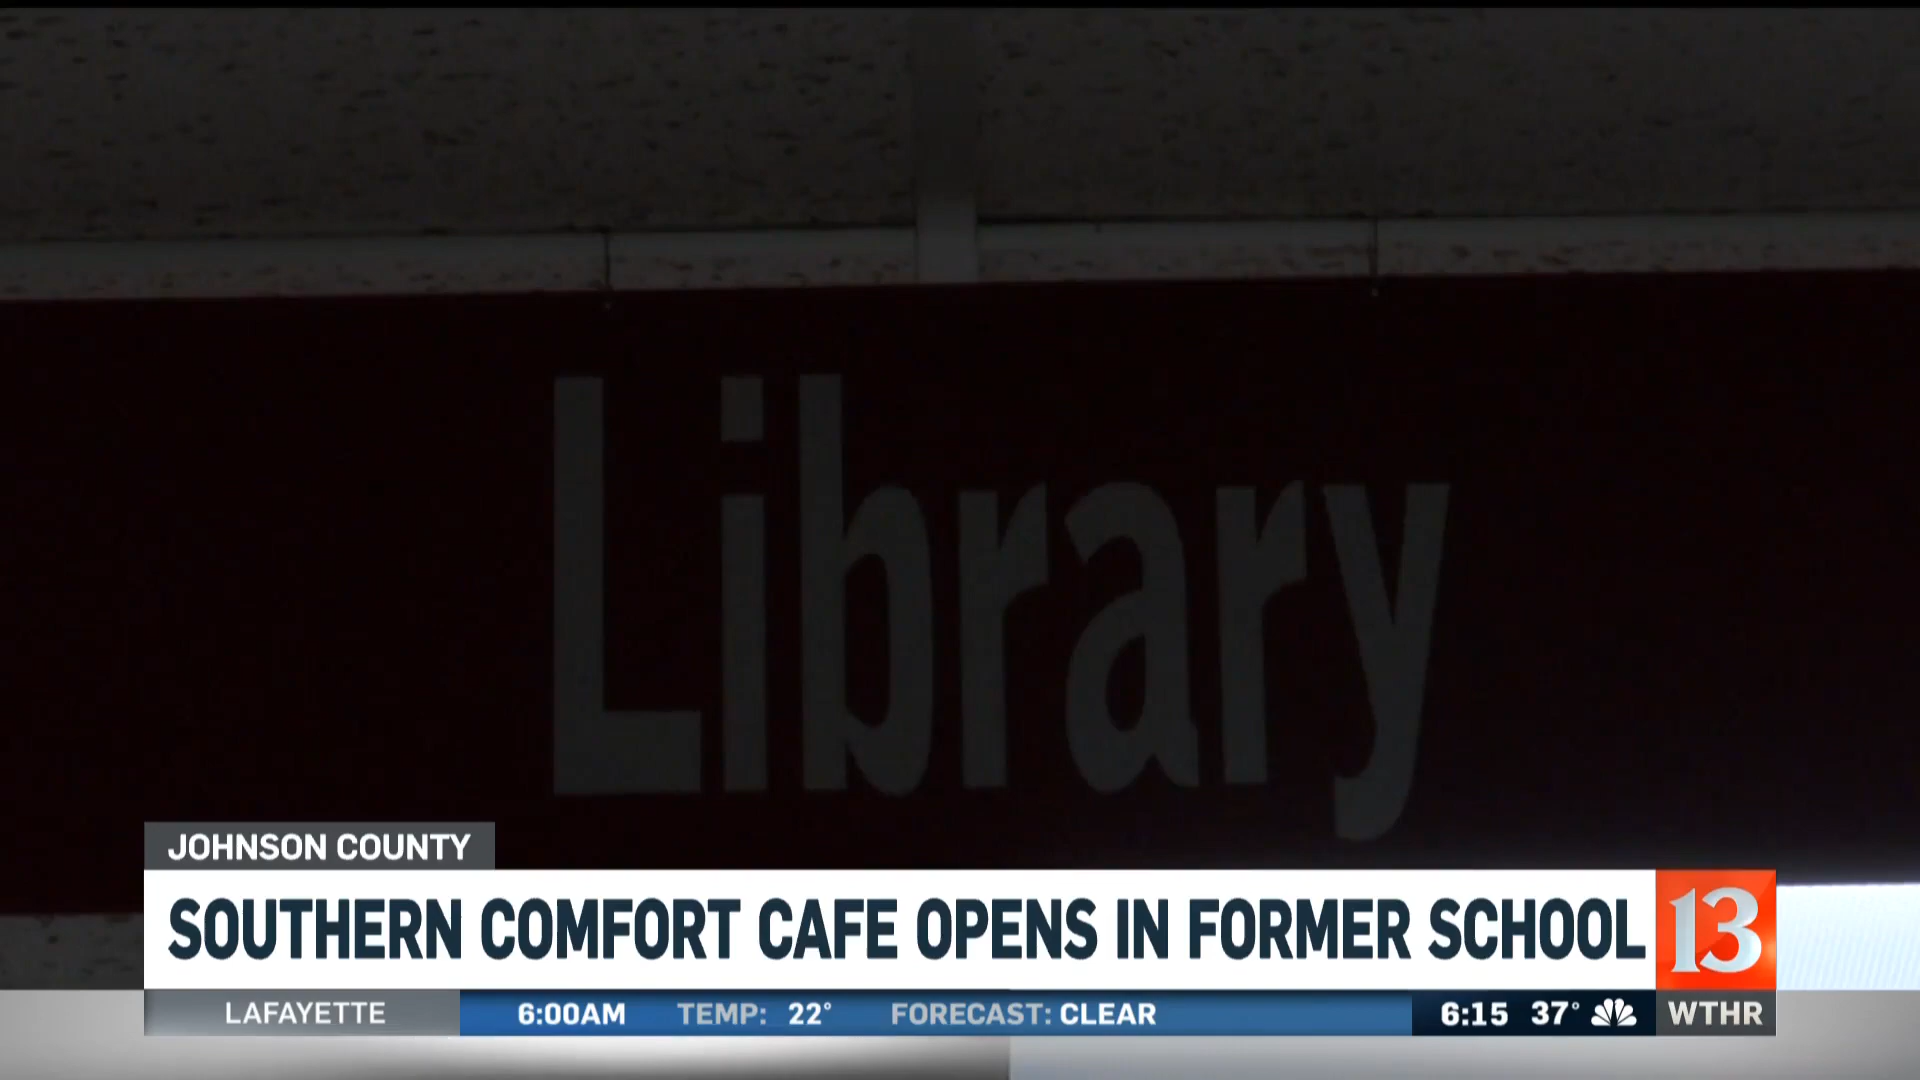 Library
JOHNSON COUNTY
SOUTHERN COMFORT CAFE OPENS IN FORMER SCHOOL
13
LAFAYETTE 6:00AM TEMP: 22° FORECAST: CLEAR 6:15 37° WTHR